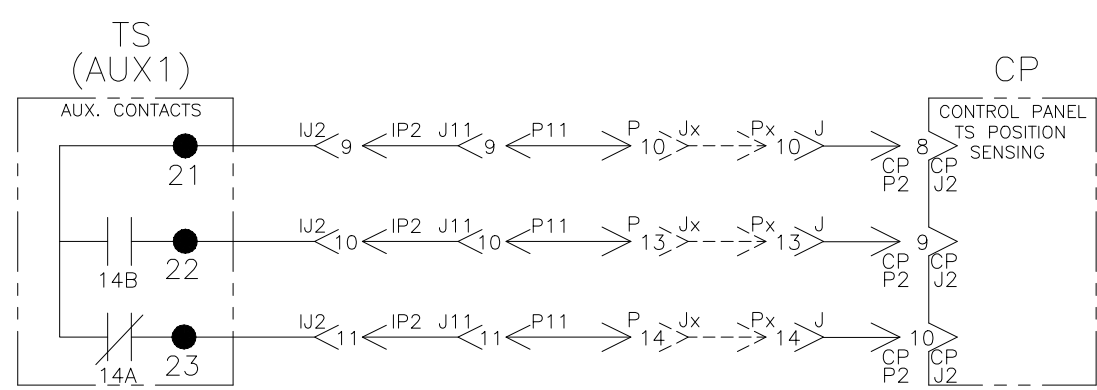 TS
(AUX1)
CP
AUX. CONTACTS
CONTROL PANEL
TS POSITION
SENSING
21
IJ2
9
IP2
J11
9
P11
P
10
Jx
Px
10
J
8
CP
P2
CP
J2
14B
22
IJ2
10
IP2
J11
10
P11
P
13
Jx
Px
13
J
9
CP
P2
CP
J2
14A
23
IJ2
11
IP2
J11
11
P11
P
14
Jx
Px
14
J
10
CP
P2
CP
J2